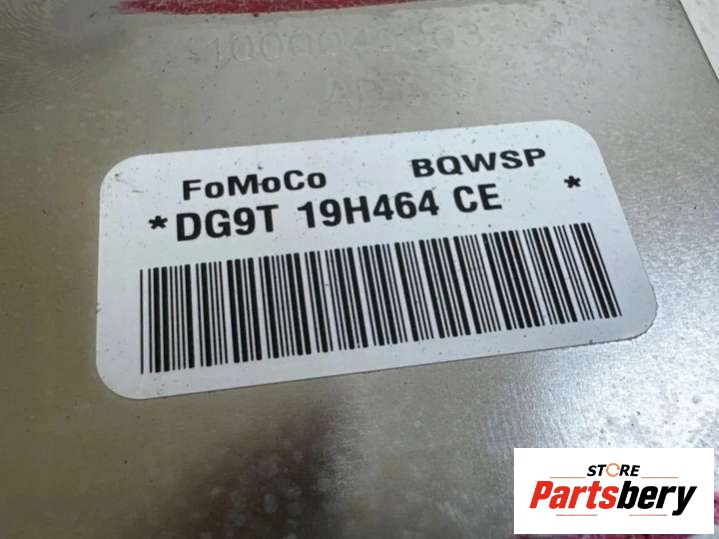 FoMoCo BQWSP
*DG9T 19H464 CE *
STORE
Partsbery